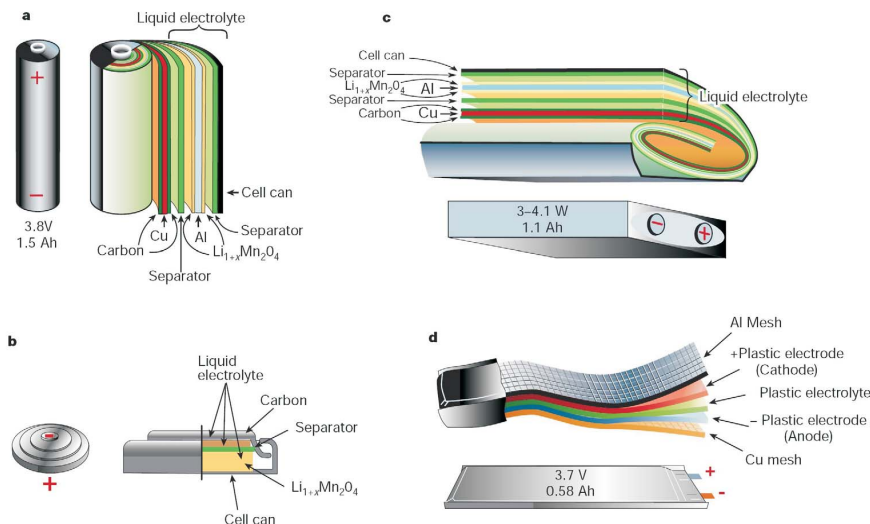 a
Liquid electrolyte
+
−
3.8V
1.5 Ah
Cell can
Cu
Al
Separator
Carbon
Li1+xMn2O4
Separator
c
Cell can
Separator
Li1+xMn2O4
Al
Separator
Carbon
Cu
Liquid electrolyte
3–4.1 W
1.1 Ah
−
+
b
Liquid
electrolyte
Carbon
Separator
Li1+xMn2O4
Cell can
−
+
d
Al Mesh
+Plastic electrode
(Cathode)
Plastic electrolyte
− Plastic electrode
(Anode)
Cu mesh
3.7 V
0.58 Ah
+
-